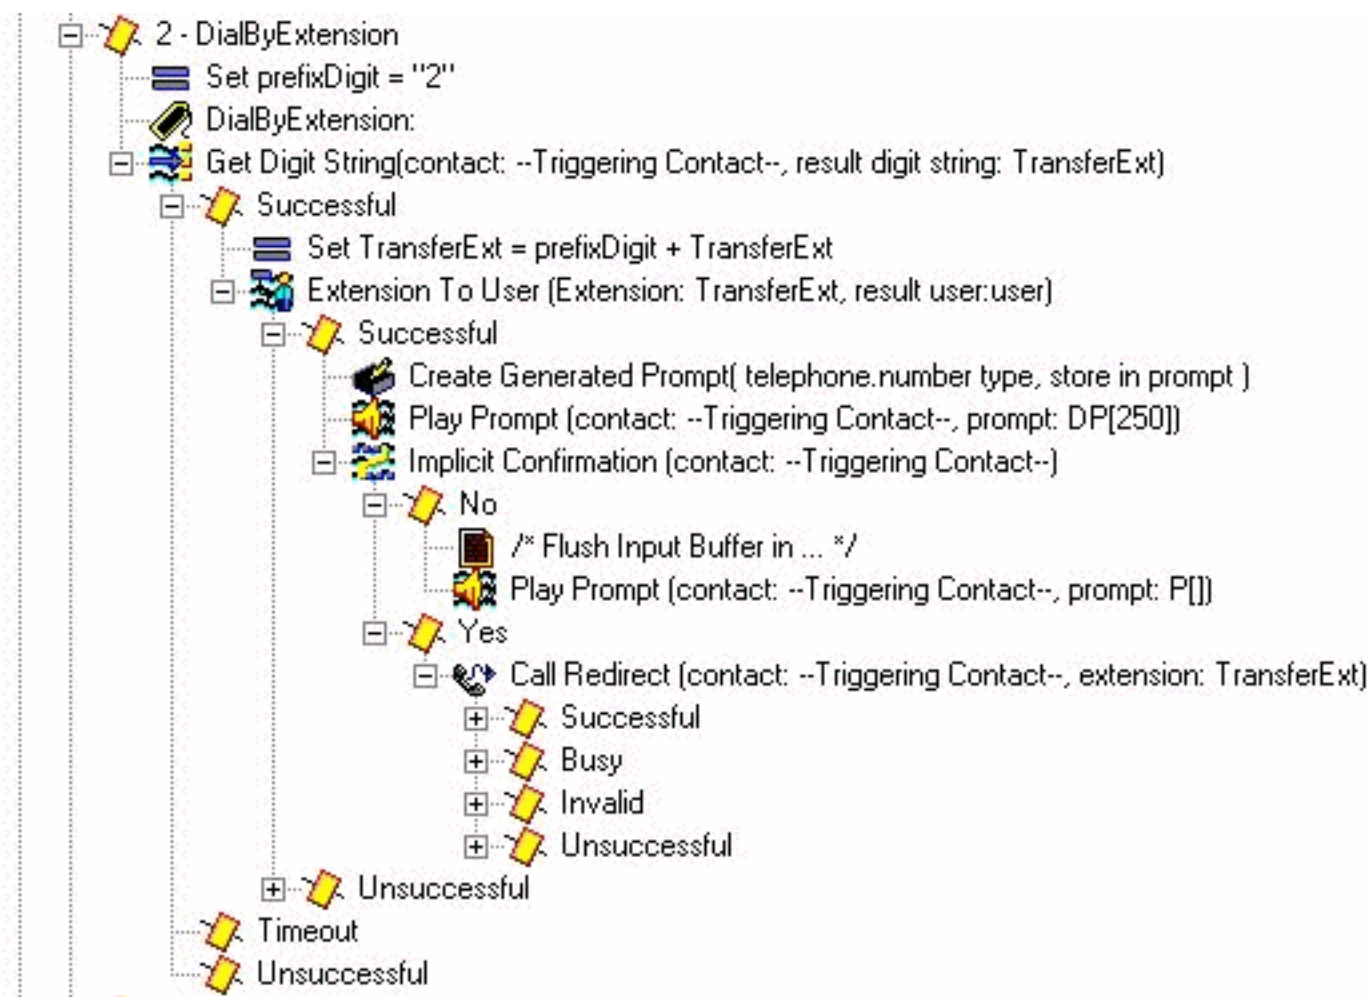 2 - DialByExtension
Set prefixDigit = "2"
DialByExtension:
Get Digit String(contact: --Triggering Contact--, result digit string: TransferExt)
Successful
Set TransferExt = prefixDigit + TransferExt
Extension To User (Extension: TransferExt, result user:user)
Successful
Create Generated Prompt( telephone.number type, store in prompt )
Play Prompt (contact: --Triggering Contact--, prompt: DP[250])
Implicit Confirmation (contact: --Triggering Contact--)
No
/* Flush Input Buffer in ... */
Play Prompt (contact: --Triggering Contact--, prompt: P[])
Yes
Call Redirect (contact: --Triggering Contact--, extension: TransferExt)
Successful
Busy
Invalid
Unsuccessful
Unsuccessful
Timeout
Unsuccessful